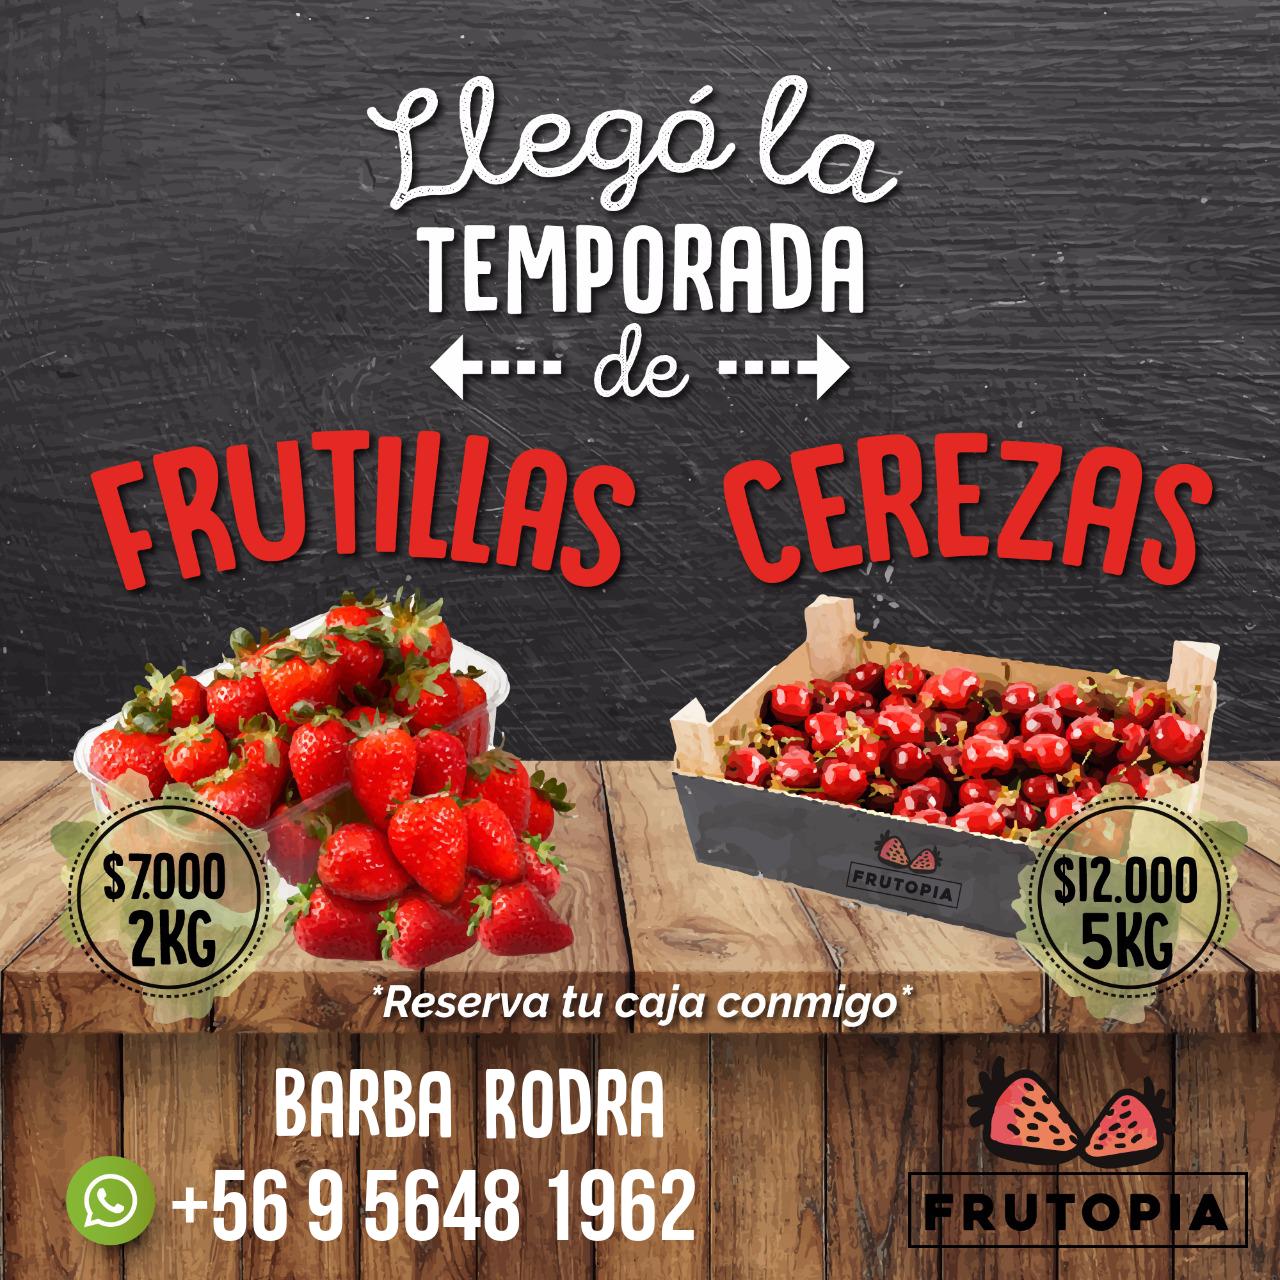 Llegó la
TEMPORADA
de
FRUTILLAS CEREZAS
FRUTOPIA
$7.000
2KG
$12.000
5KG
*Reserva tu caja conmigo*
BARBA RODRA
+56 9 5648 1962
FRUTOPIA